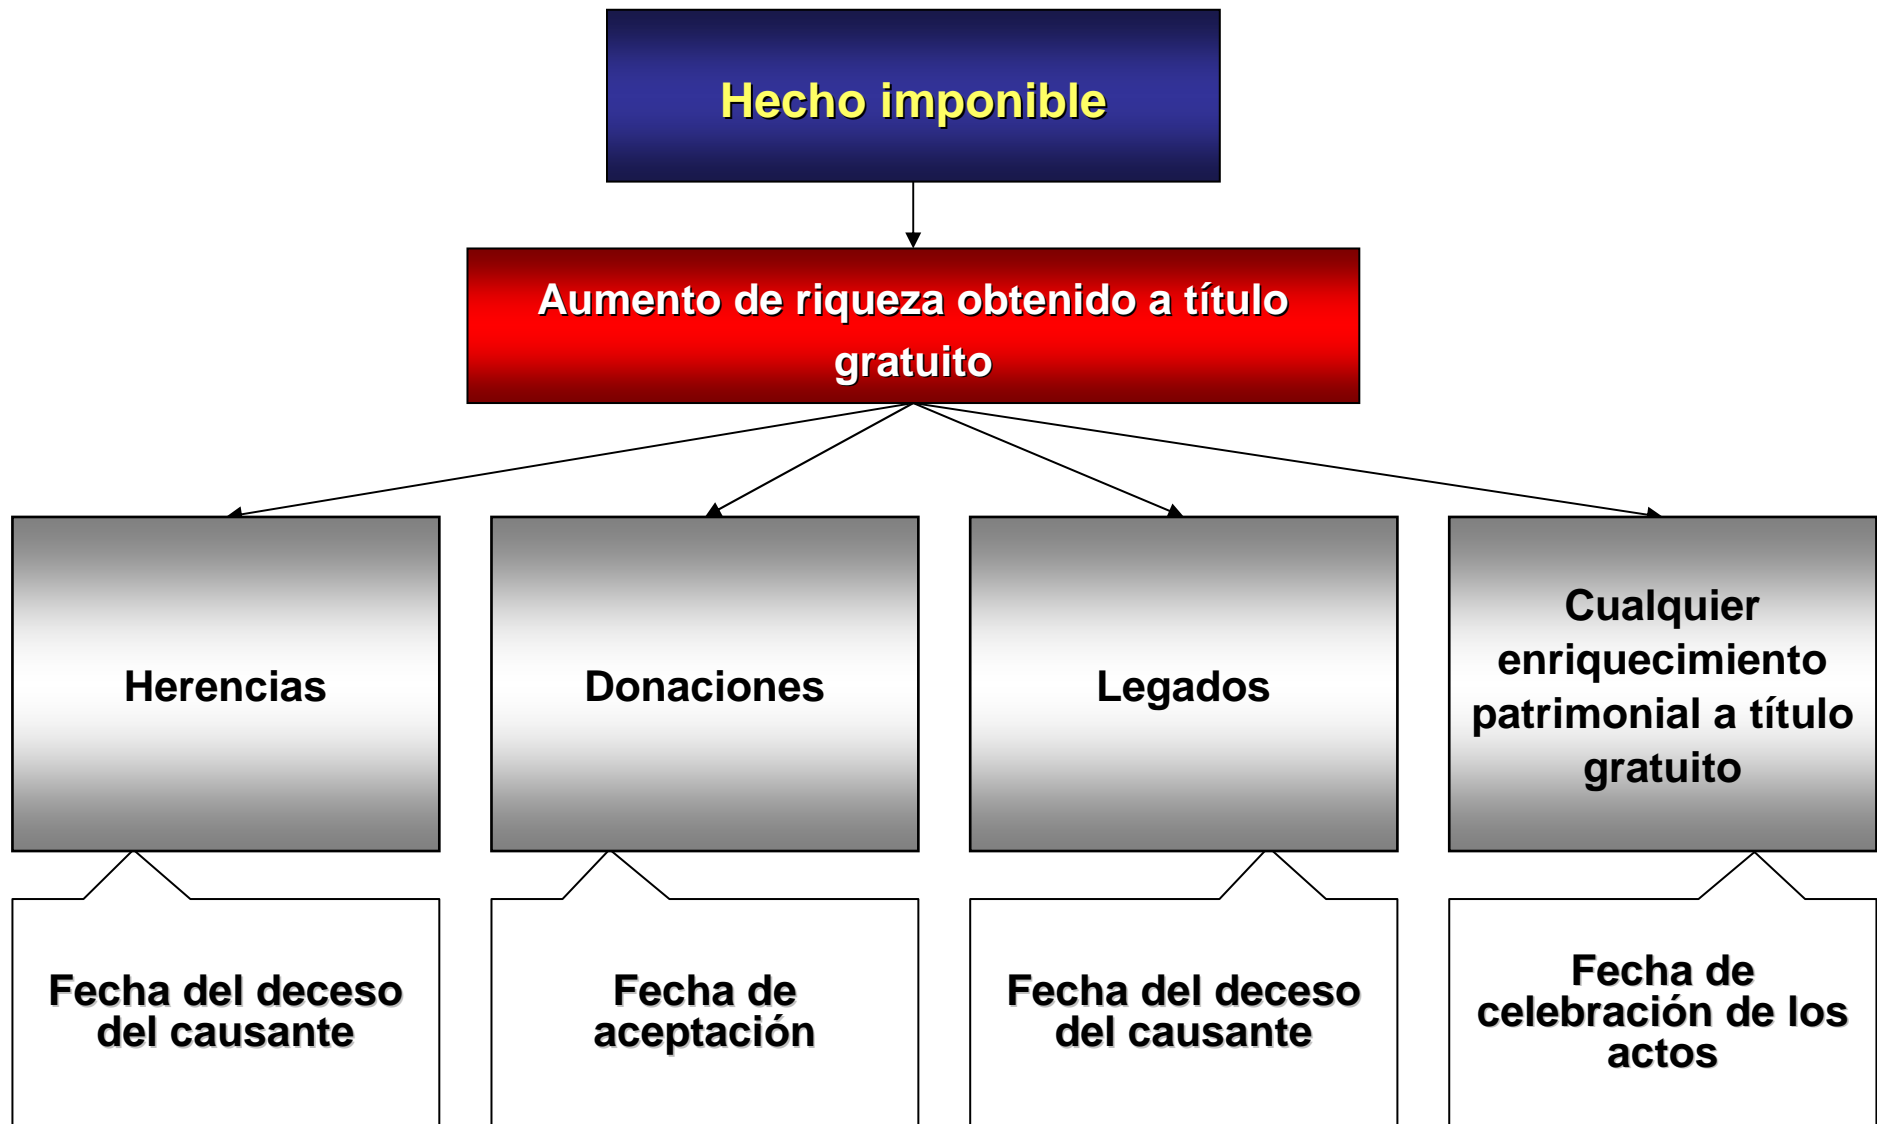 Hecho imponible
Aumento de riqueza obtenido a título
gratuito
Herencias
Donaciones
Legados
Cualquier
enriquecimiento
patrimonial a título
gratuito
Fecha del deceso
del causante
Fecha de
aceptación
Fecha del deceso
del causante
Fecha de
celebración de los
actos